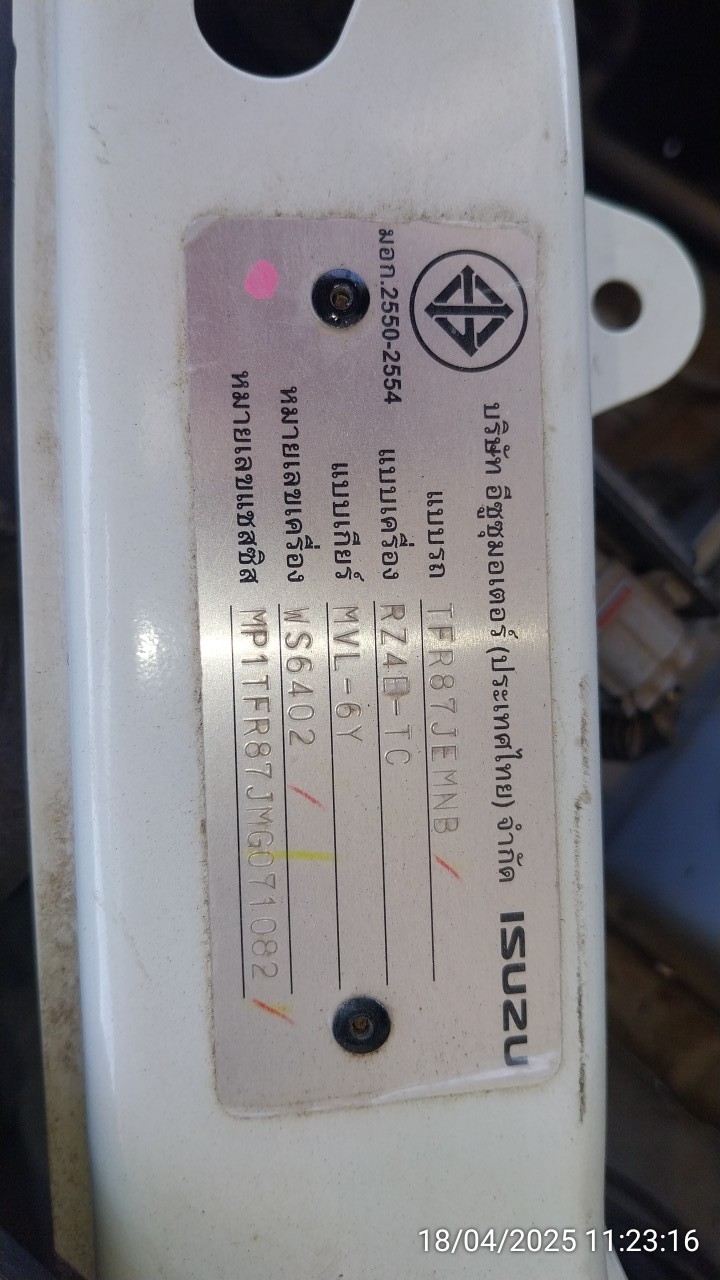 บริษัท อีซูซุมอเตอร์ (ประเทศไทย) จำกัด ISUZU
มอก.2550-2554
แบบรถ TFR87JEMNB
แบบเครื่อง RZ4E-TC
แบบเกียร์ MVL-6Y
หมายเลขเครื่อง WS6402
หมายเลขแชสซิส MP1TFR87JMG071082
18/04/2025 11:23:16